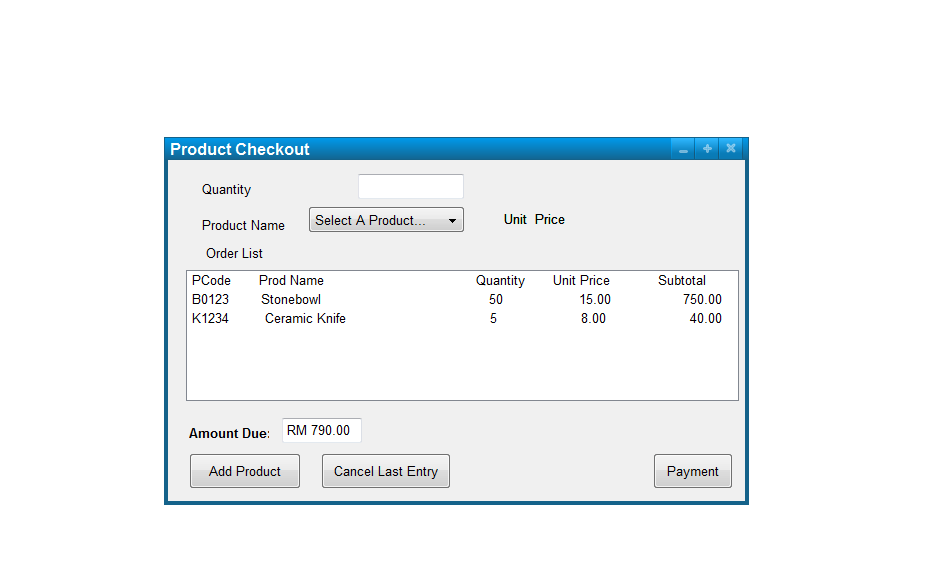 Product Checkout
Quantity
Product Name Select A Product... Unit Price
Order List
PCode Prod Name Quantity Unit Price Subtotal
B0123 Stonebowl 50 15.00 750.00
K1234 Ceramic Knife 5 8.00 40.00
Amount Due: RM 790.00
Add Product Cancel Last Entry Payment